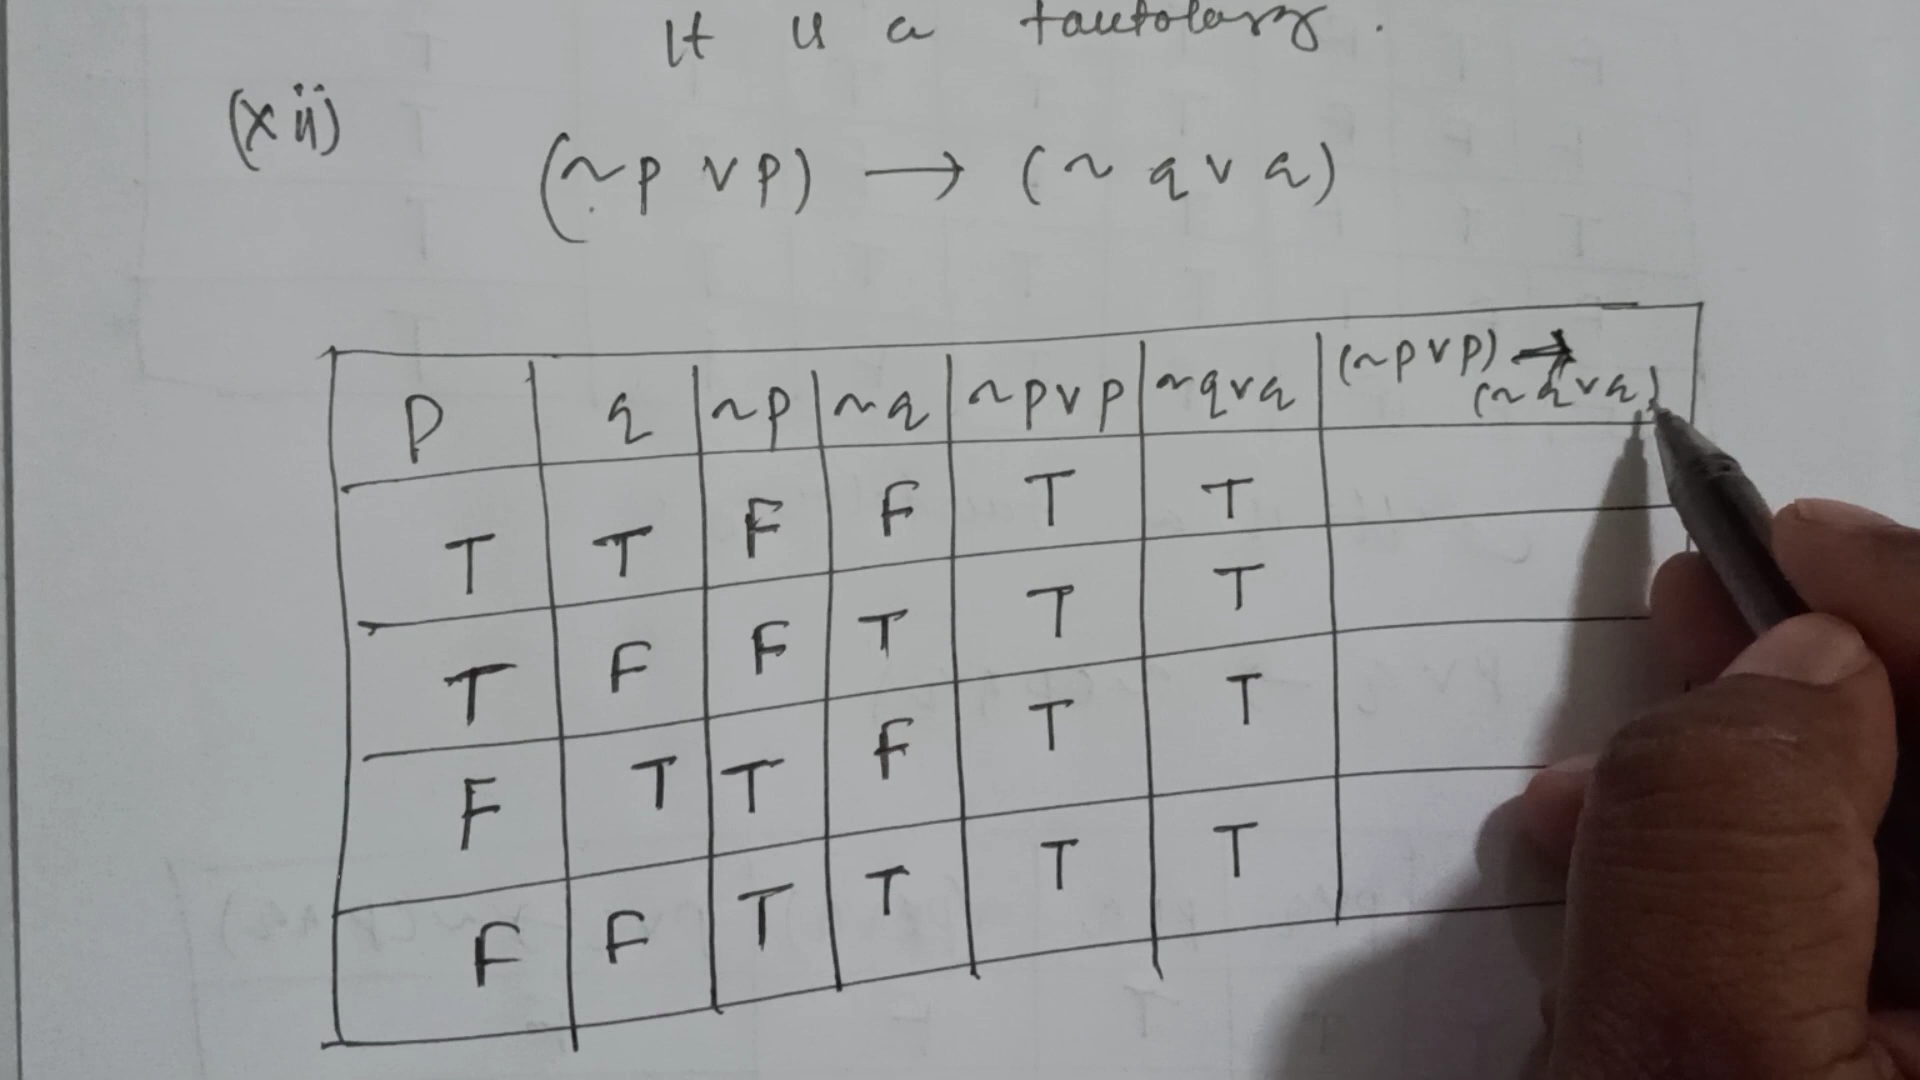 It is a tautology.
(xii)
(~p ∨ p) → (~q ∨ q)
P q ~p ~q ~p∨p ~q∨q (~p∨p) → (~q∨q)
T T F F T T
T F F T T T
F T T F T T
F F T T T T